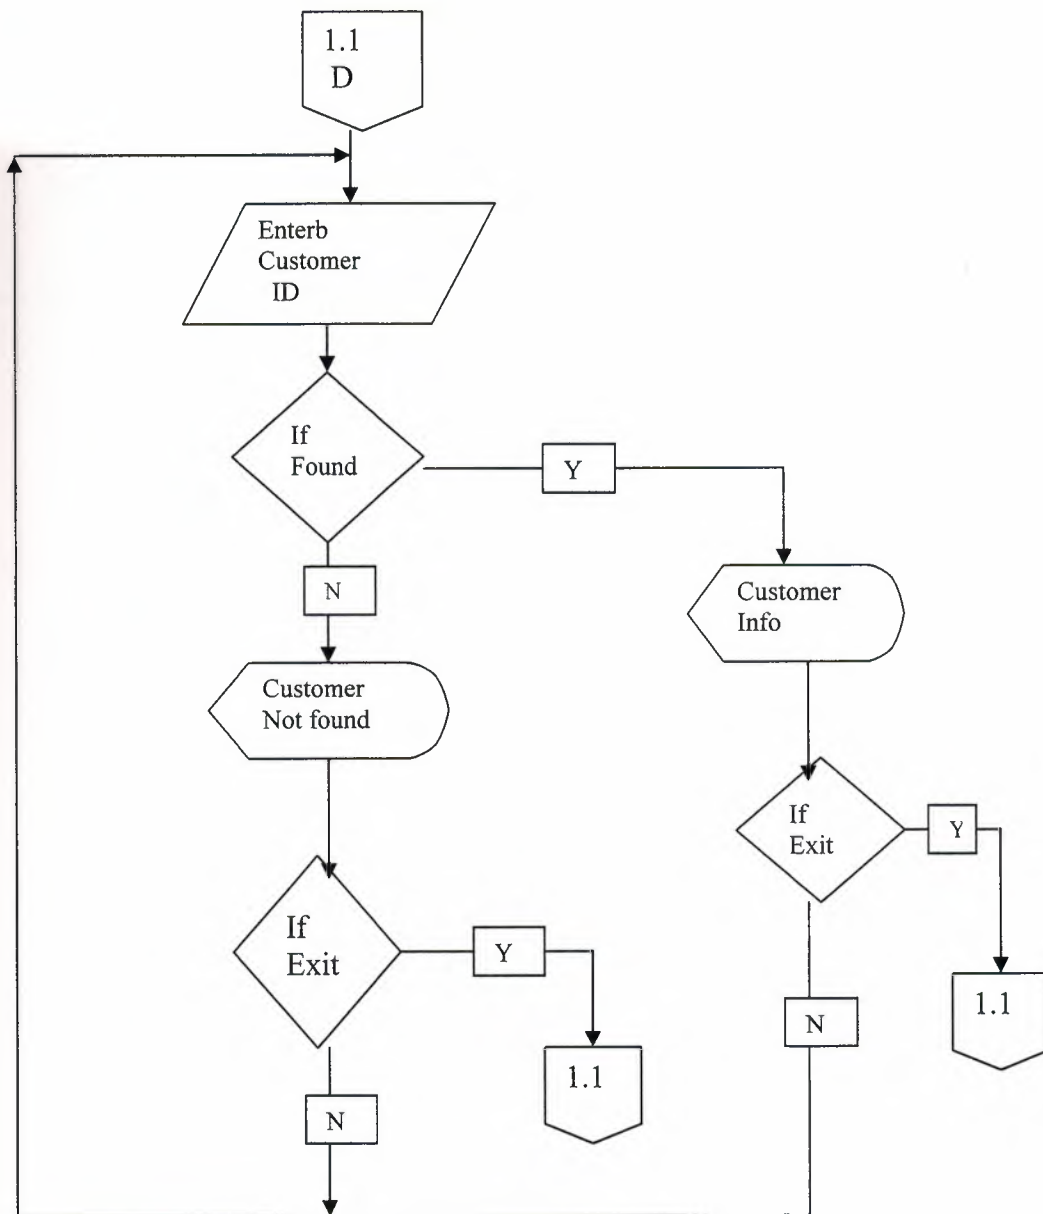 1.1
D
Enterb
Customer
ID
If
Found
Y
N
Customer
Info
Customer
Not found
If
Exit
Y
If
Exit
Y
1.1
N
1.1
N